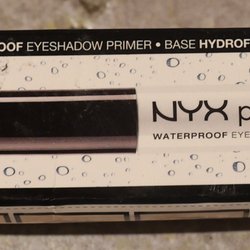 OOF EYESHADOW PRIMER • BASE HYDROF
NYX p
WATERPROOF EYE